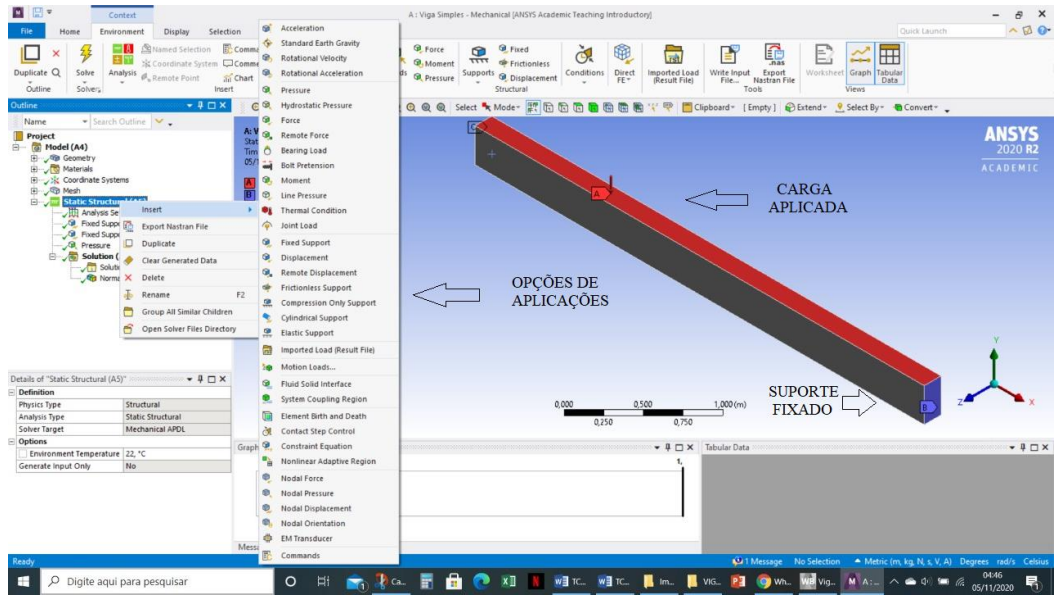 A : Viga Simples - Mechanical [ANSYS Academic Teaching Introductory]
Context
File Home Environment Display Selection
Quick Launch
Duplicate Q
Outline
Solve
Solver
Analysis
Named Selection
Coordinate System
Remote Point
Insert
Chart
Force
Moment
Pressure
Supports
Fixed
Frictionless
Displacement
Structural
Conditions
Direct FE
Imported Load (Result File)
Write Input File...
Export Nastran File
Tools
Worksheet
Graph
Tabular Data
Views
Outline
Name
Search Outline
Select Mode
Clipboard [ Empty ] Extend Select By Convert
Project
Model (A4)
Geometry
Materials
Coordinate Systems
Mesh
Static Structural (A5)
Pressure
Insert
Export Nastran File
Duplicate
Clear Generated Data
Delete
Rename F2
Group All Similar Children
Open Solver Files Directory
Acceleration
Standard Earth Gravity
Rotational Velocity
Rotational Acceleration
Pressure
Hydrostatic Pressure
Force
Remote Force
Bearing Load
Bolt Pretension
Moment
Line Pressure
Thermal Condition
Joint Load
Fixed Support
Displacement
Remote Displacement
Frictionless Support
Compression Only Support
Cylindrical Support
Elastic Support
Imported Load (Result File)
Motion Loads...
Fluid Solid Interface
System Coupling Region
Element Birth and Death
Contact Step Control
Constraint Equation
Nonlinear Adaptive Region
Nodal Force
Nodal Pressure
Nodal Displacement
Nodal Orientation
EM Transducer
Commands
ANSYS
2020 R2
ACADEMIC
C
A
B
CARGA
APLICADA
OPÇÕES DE
APLICAÇÕES
SUPORTE
FIXADO
0,000 0,500 1,000 (m)
0,250 0,750
Y
Z X
Details of "Static Structural (A5)"
Definition
Physics Type Structural
Analysis Type Static Structural
Solver Target Mechanical APDL
Options
Environment Temperature 22, °C
Generate Input Only No
Tabular Data
1,
Ready
1 Message No Selection Metric (m, kg, N, s, V, A) Degrees rad/s Celsius
Digite aqui para pesquisar
04:46
05/11/2020